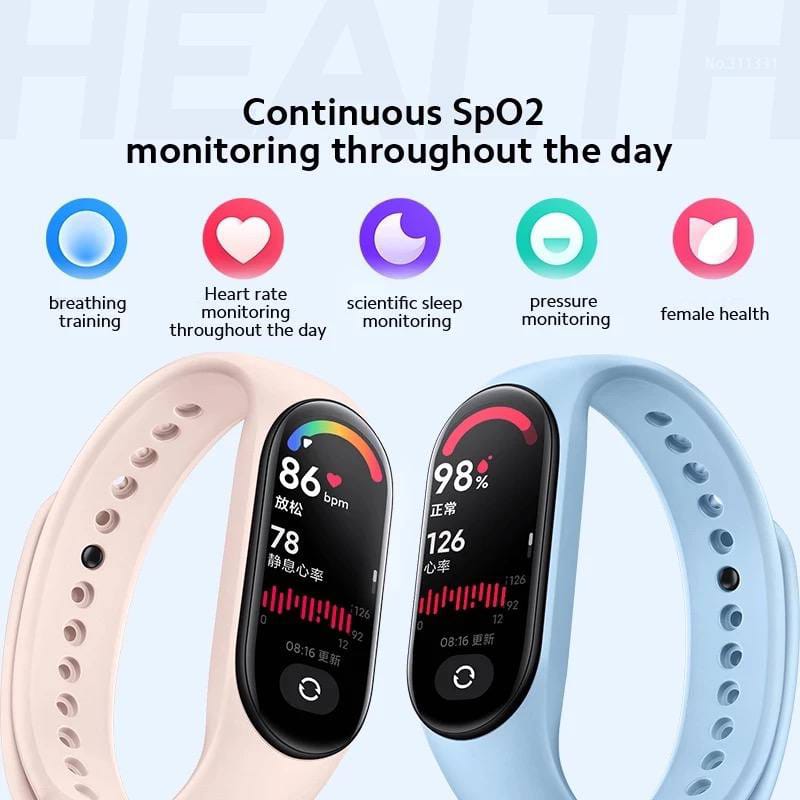 HEALTH
No.311331
Continuous SpO2
monitoring throughout the day
breathing
training
Heart rate
monitoring
throughout the day
scientific sleep
monitoring
pressure
monitoring
female health
86 bpm
放松
78
静息心率
126
92
0
12
08:16 更新
98%
正常
126
心率
126
92
0
12
08:16 更新